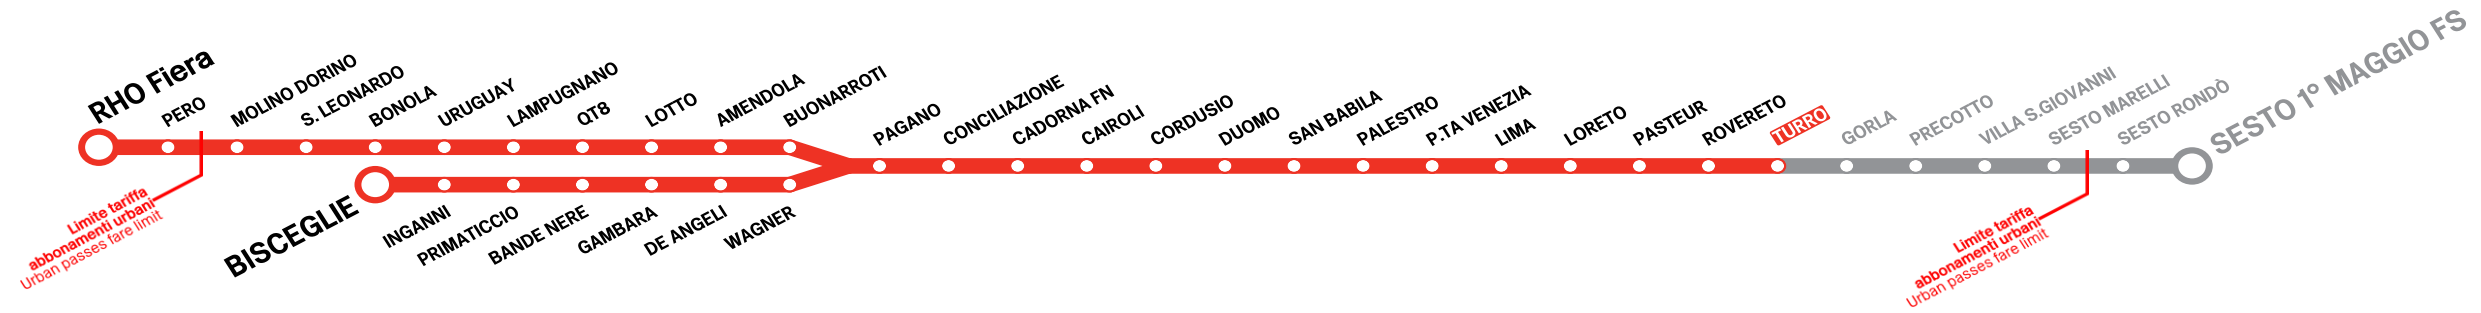 RHO Fiera
PERO
MOLINO DORINO
S. LEONARDO
BONOLA
URUGUAY
LAMPUGNANO
QT8
LOTTO
AMENDOLA
BUONARROTI
PAGANO
CONCILIAZIONE
CADORNA FN
CAIROLI
CORDUSIO
DUOMO
SAN BABILA
PALESTRO
P.TA VENEZIA
LIMA
LORETO
PASTEUR
ROVERETO
TURRO
GORLA
PRECOTTO
VILLA S.GIOVANNI
SESTO MARELLI
SESTO RONDÒ
SESTO 1° MAGGIO FS
Limite tariffa
abbonamenti urbani
Urban passes fare limit
BISCEGLIE
INGANNI
PRIMATICCIO
BANDE NERE
GAMBARA
DE ANGELI
WAGNER
Limite tariffa
abbonamenti urbani
Urban passes fare limit